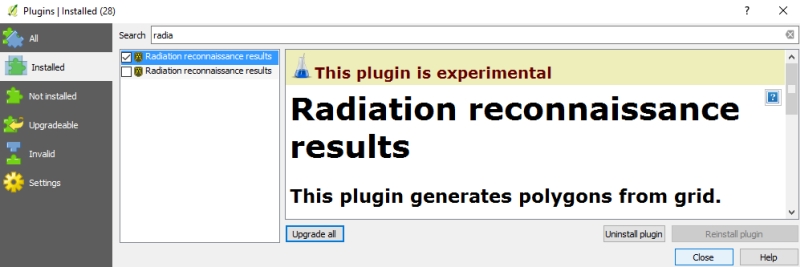 Plugins | Installed (28)
?
All
Search radia
Installed
Radiation reconnaissance results
Radiation reconnaissance results
This plugin is experimental
Not installed
Radiation reconnaissance
results
Upgradeable
Invalid
Settings
This plugin generates polygons from grid.
Upgrade all
Uninstall plugin
Reinstall plugin
Close
Help